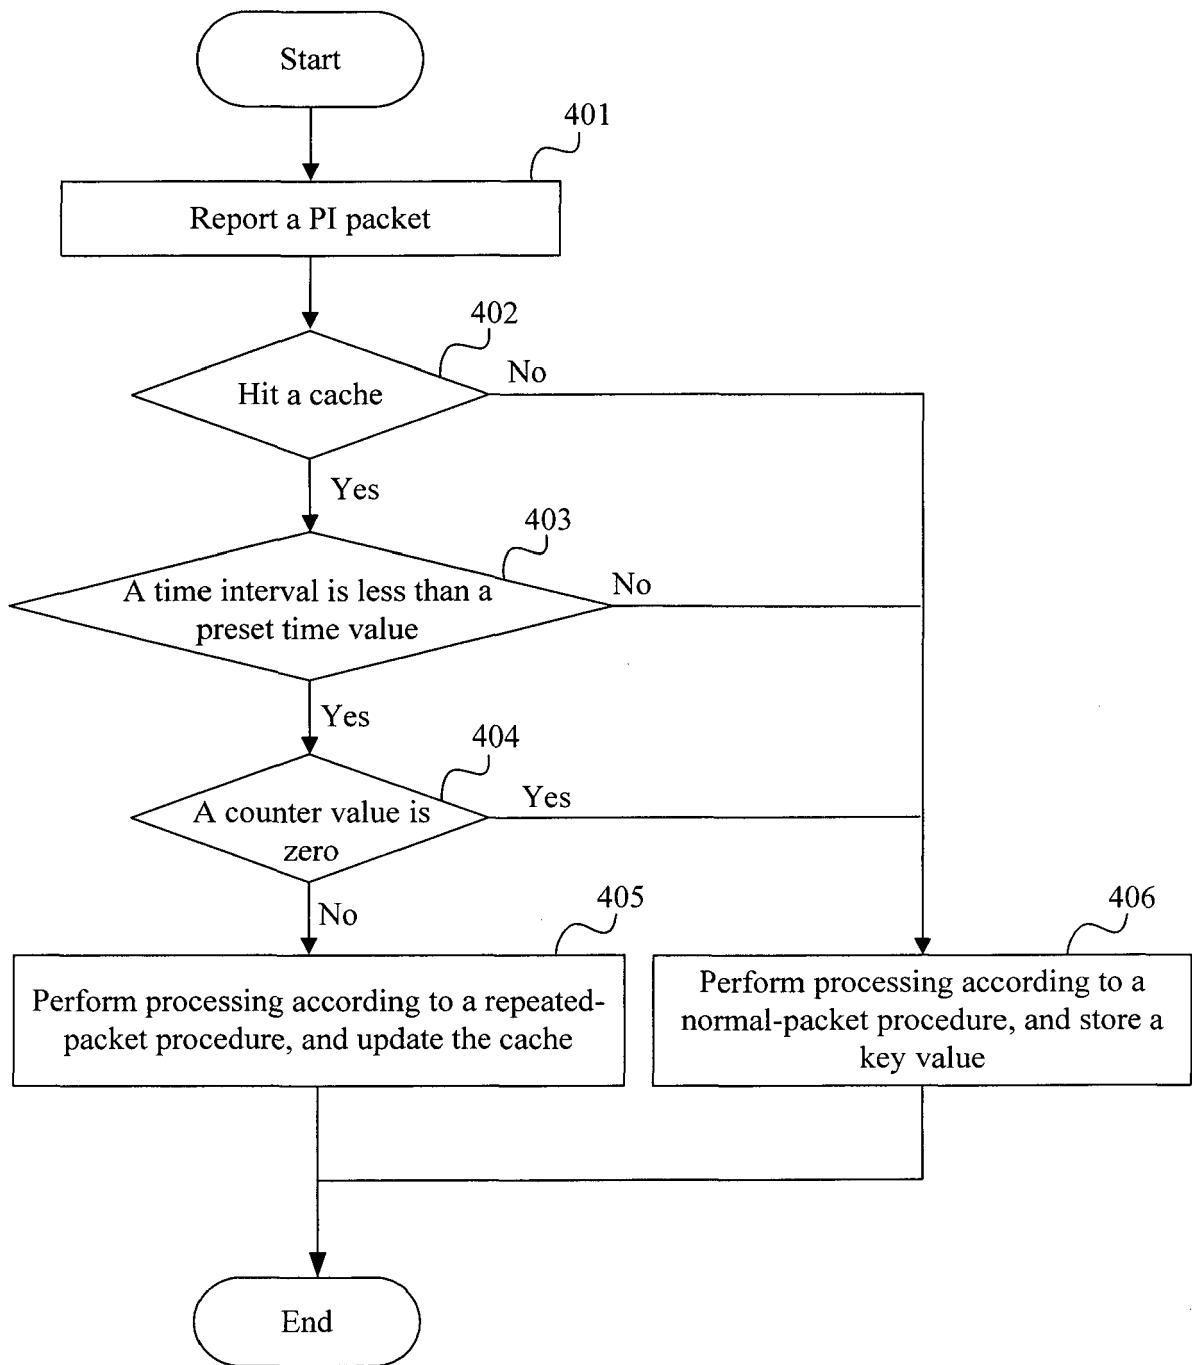 Start
401
Report a PI packet
402
Hit a cache
No
Yes
403
A time interval is less than a
preset time value
No
Yes
404
A counter value is
zero
Yes
No
405
Perform processing according to a repeated-
packet procedure, and update the cache
406
Perform processing according to a
normal-packet procedure, and store a
key value
End